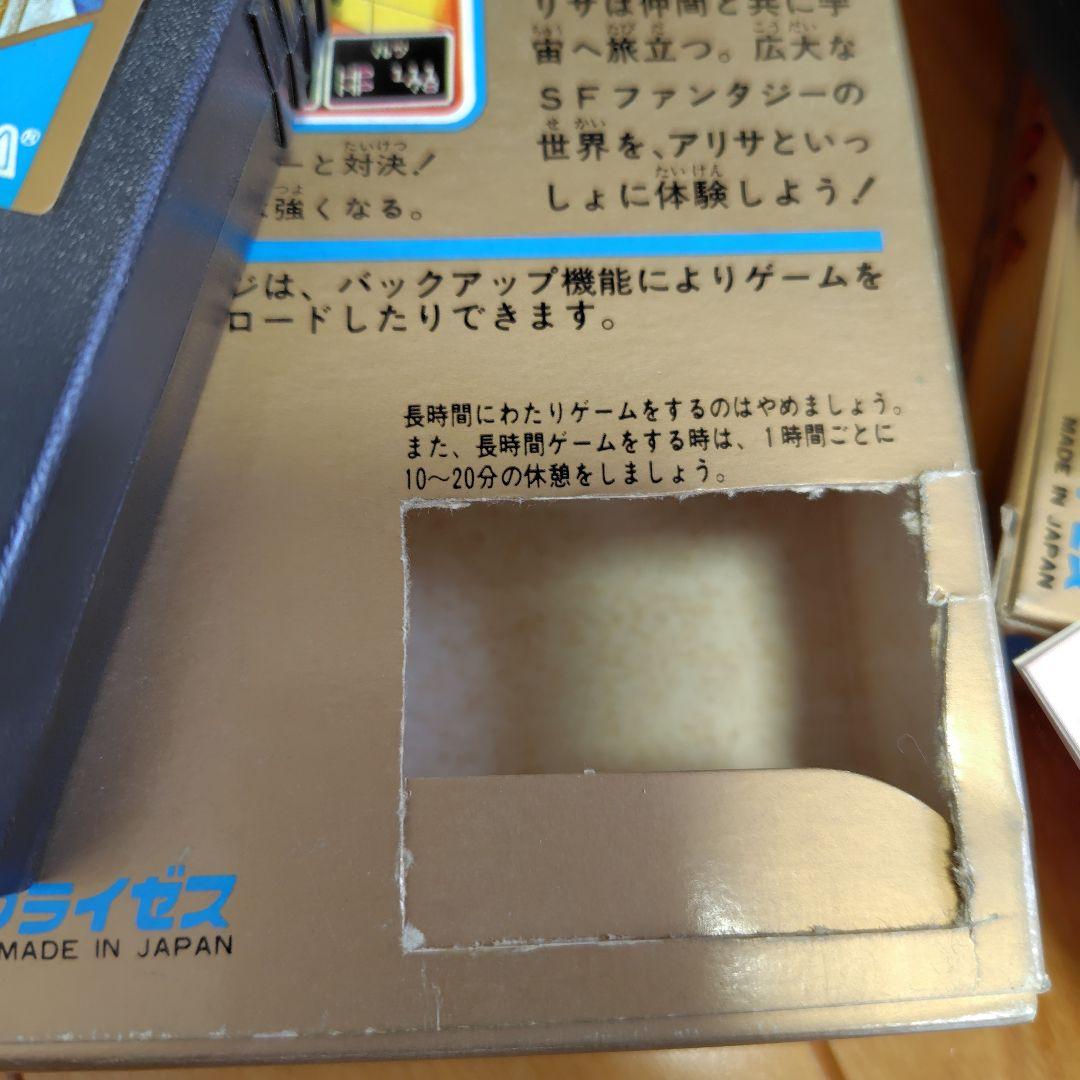 リサは仲間と共に宇
宙へ旅立つ。広大な
SFファンタジーの
世界を、アリサといっ
しょに体験しよう!
ーと対決!
強くなる。
ジは、バックアップ機能によりゲームを
ロードしたりできます。
長時間にわたりゲームをするのはやめましょう。
また、長時間ゲームをする時は、1時間ごとに
10〜20分の休憩をしましょう。
プライゼス
MADE IN JAPAN
MADE IN JAPAN